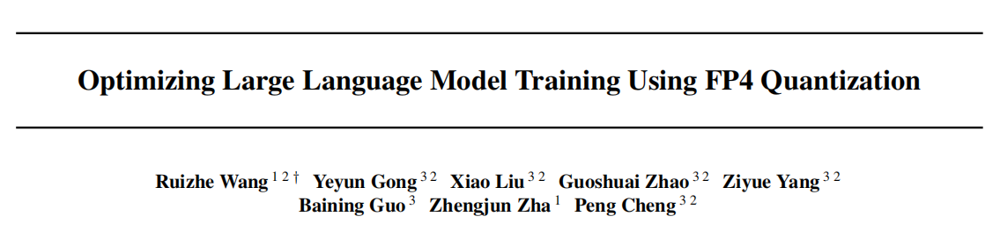 Optimizing Large Language Model Training Using FP4 Quantization
Ruizhe Wang 1 2 † Yeyun Gong 3 2 Xiao Liu 3 2 Guoshuai Zhao 3 2 Ziyue Yang 3 2
Baining Guo 3 Zhengjun Zha 1 Peng Cheng 3 2